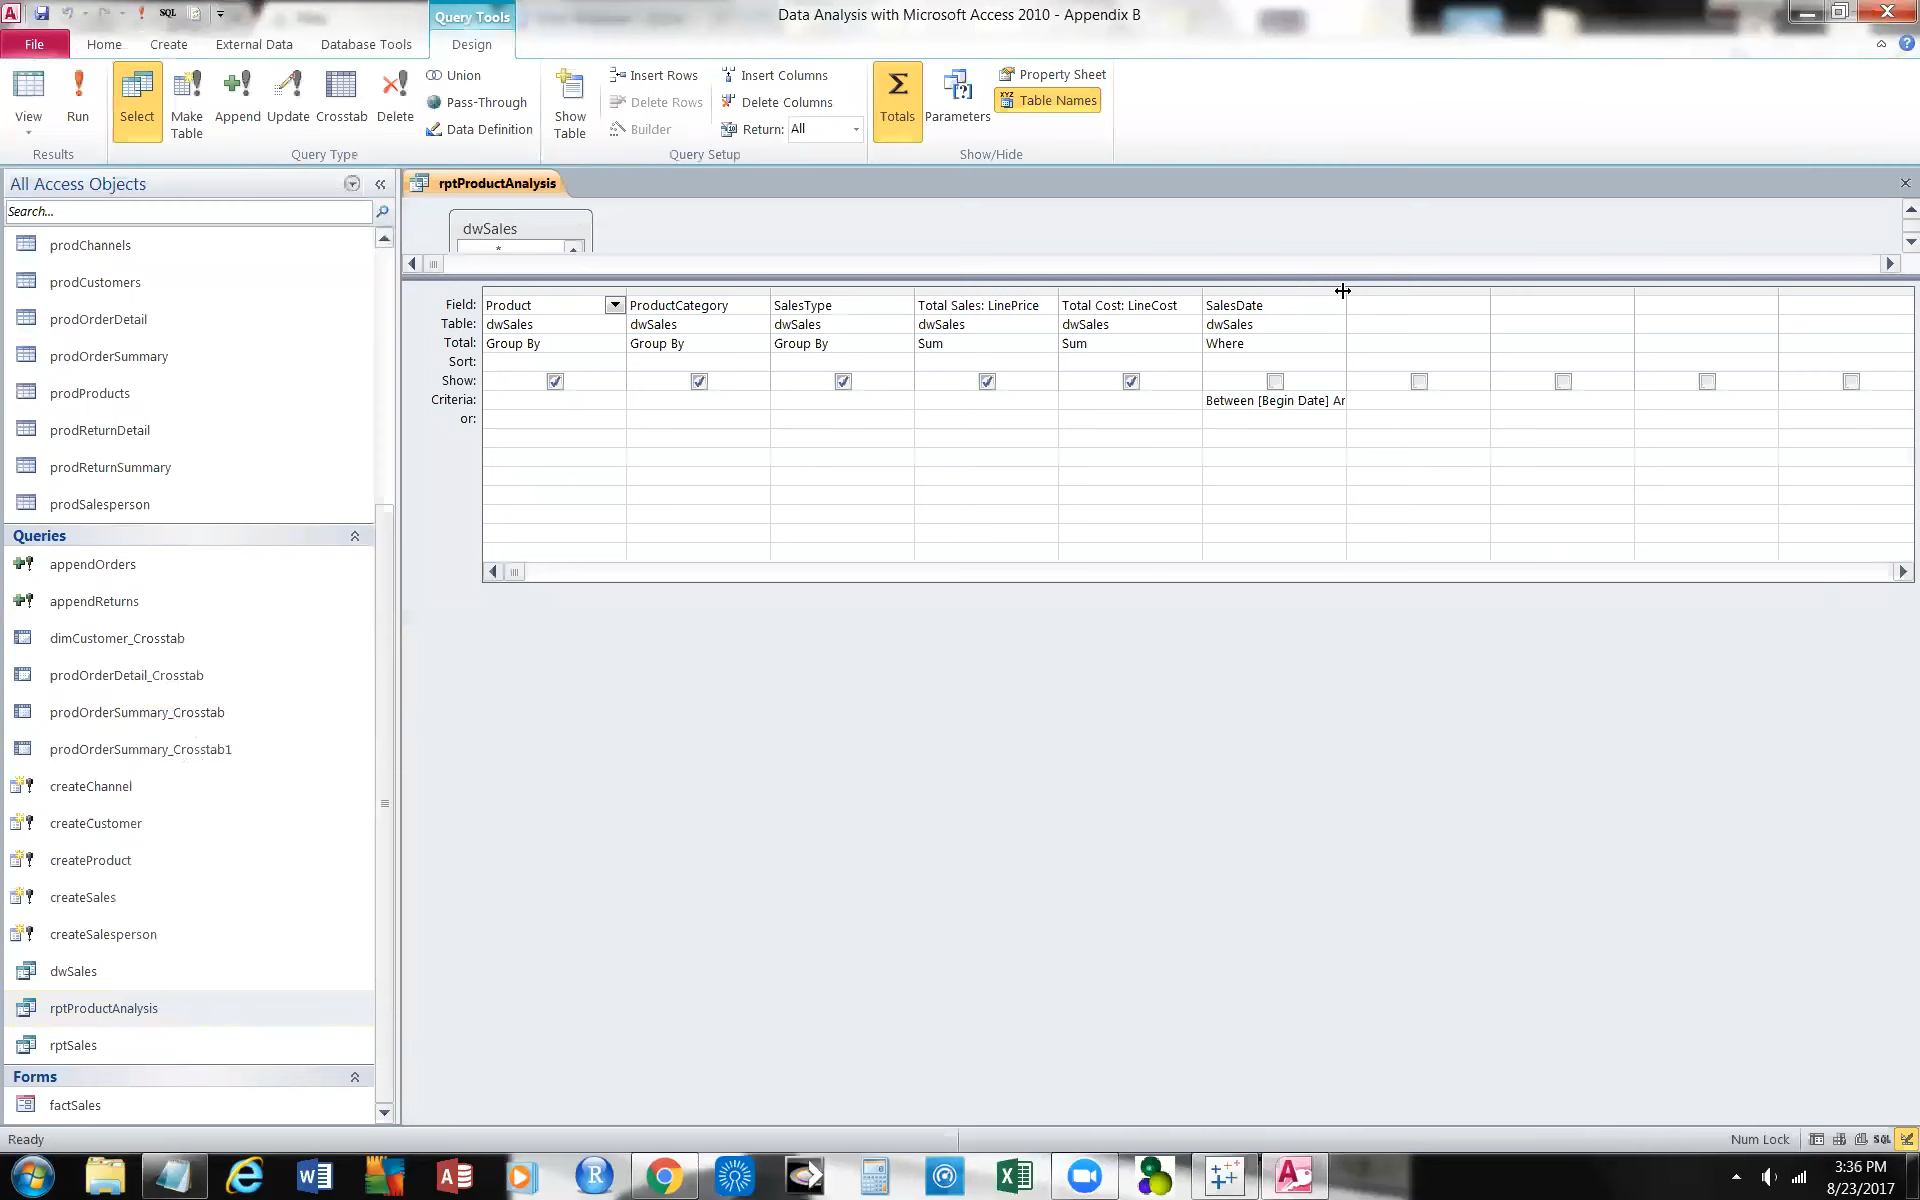 SQL
Query Tools
Data Analysis with Microsoft Access 2010 - Appendix B
File Home Create External Data Database Tools Design
View
Run
Results
Select
Make Table
Append
Update
Crosstab
Delete
Union
Pass-Through
Data Definition
Query Type
Show Table
Insert Rows
Delete Rows
Builder
Insert Columns
Delete Columns
Return: All
Query Setup
Totals
Parameters
Property Sheet
Table Names
Show/Hide
All Access Objects
Search...
prodChannels
prodCustomers
prodOrderDetail
prodOrderSummary
prodProducts
prodReturnDetail
prodReturnSummary
prodSalesperson
Queries
appendOrders
appendReturns
dimCustomer_Crosstab
prodOrderDetail_Crosstab
prodOrderSummary_Crosstab
prodOrderSummary_Crosstab1
createChannel
createCustomer
createProduct
createSales
createSalesperson
dwSales
rptProductAnalysis
rptSales
Forms
factSales
rptProductAnalysis
dwSales
*
Field: Product ProductCategory SalesType Total Sales: LinePrice Total Cost: LineCost SalesDate
Table: dwSales dwSales dwSales dwSales dwSales dwSales
Total: Group By Group By Group By Sum Sum Where
Sort:
Show:
Criteria: Between [Begin Date] Ar
or:
Ready
Num Lock
SQL
3:36 PM
8/23/2017